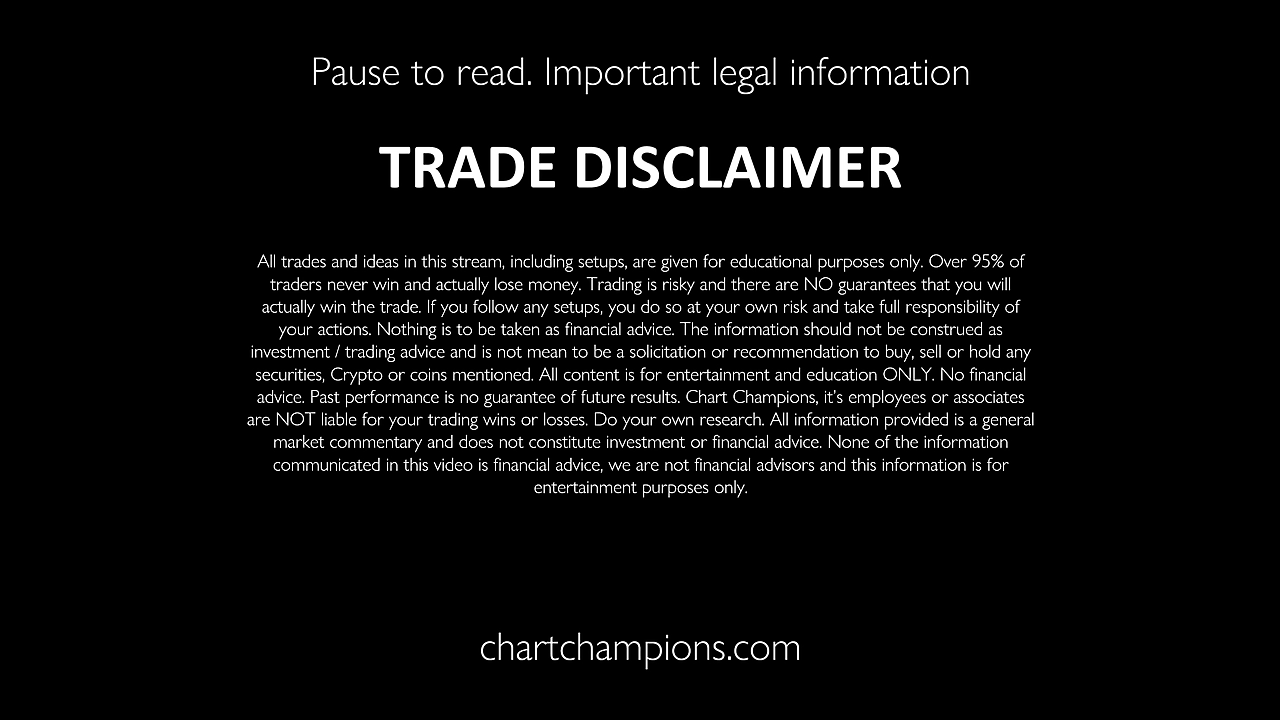 Pause to read. Important legal information
TRADE DISCLAIMER
All trades and ideas in this stream, including setups, are given for educational purposes only. Over 95% of
traders never win and actually lose money. Trading is risky and there are NO guarantees that you will
actually win the trade. If you follow any setups, you do so at your own risk and take full responsibility of
your actions. Nothing is to be taken as financial advice. The information should not be construed as
investment / trading advice and is not mean to be a solicitation or recommendation to buy, sell or hold any
securities, Crypto or coins mentioned. All content is for entertainment and education ONLY. No financial
advice. Past performance is no guarantee of future results. Chart Champions, it's employees or associates
are NOT liable for your trading wins or losses. Do your own research. All information provided is a general
market commentary and does not constitute investment or financial advice. None of the information
communicated in this video is financial advice, we are not financial advisors and this information is for
entertainment purposes only.
chartchampions.com